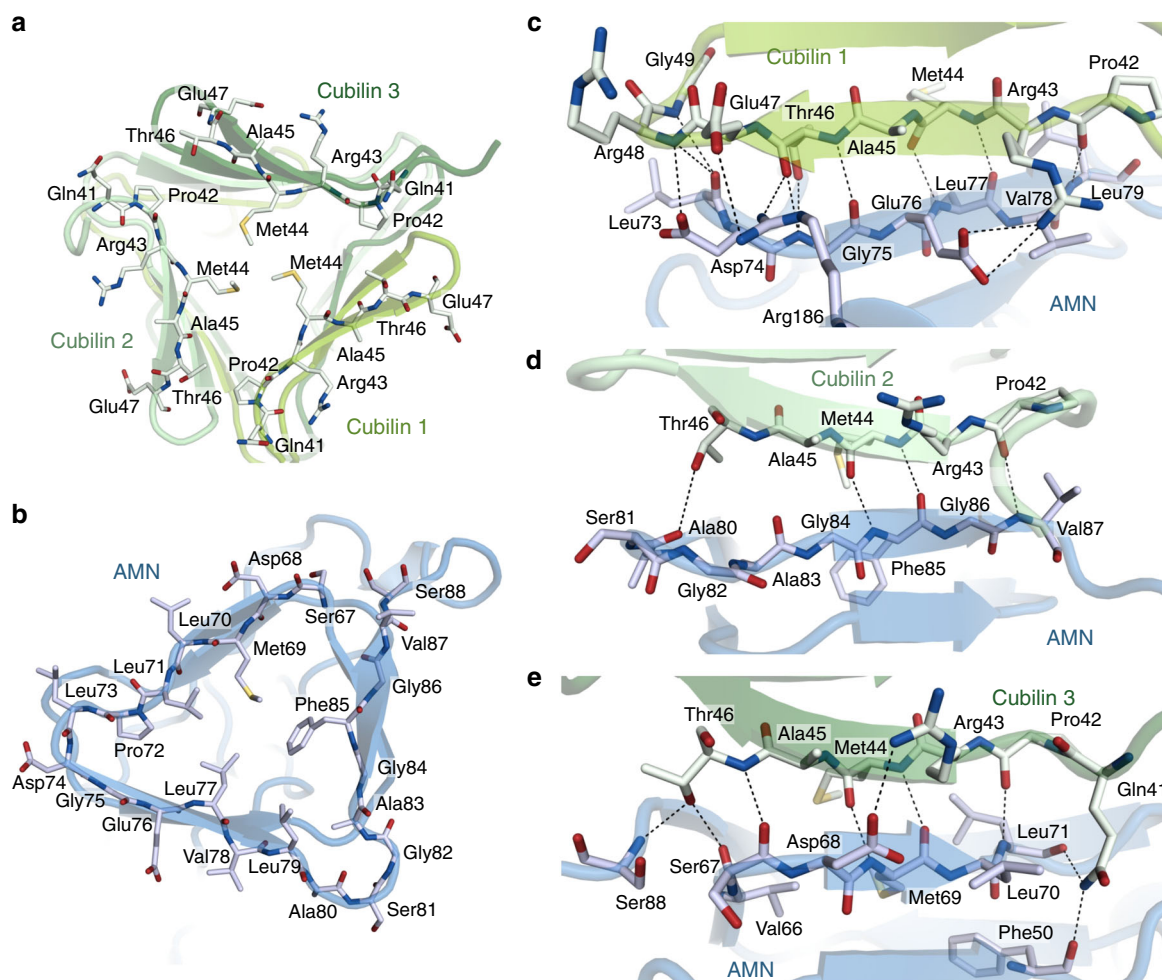 a
Glu47
Cubilin 3
Thr46
Ala45
Arg43
Gln41
Pro42
Gln41
Pro42
Arg43
Met44
Met44
Met44
Glu47
Ala45
Thr46
Cubilin 2
Pro42
Ala45
Thr46
Arg43
Glu47
Cubilin 1
Gln41
b
Asp68
AMN
Ser88
Leu70
Ser67
Val87
Met69
Leu71
Gly86
Leu73
Phe85
Pro72
Gly84
Asp74
Leu77
Gly75
Ala83
Glu76
Gly82
Val78
Leu79
Ala80
Ser81
c
Gly49
Cubilin 1
Met44
Pro42
Glu47
Thr46
Arg43
Arg48
Ala45
Leu77
Glu76
Val78
Leu79
Leu73
Gly75
Asp74
AMN
Arg186
d
Cubilin 2
Pro42
Thr46
Met44
Ala45
Arg43
Ser81
Ala80
Gly84
Gly86
Val87
Phe85
Ala83
Gly82
AMN
e
Cubilin 3
Thr46
Ala45
Arg43
Pro42
Met44
Gln41
Leu71
Asp68
Ser67
Leu70
Met69
Ser88
Val66
Phe50
AMN